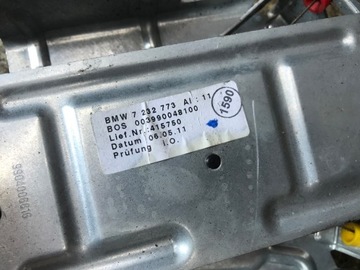 BMW 7 232 773 AI: 11
BOS 003990048100
Lief.Nr.:415750
Datum 06.05.11
Prüfung I.O.
1590